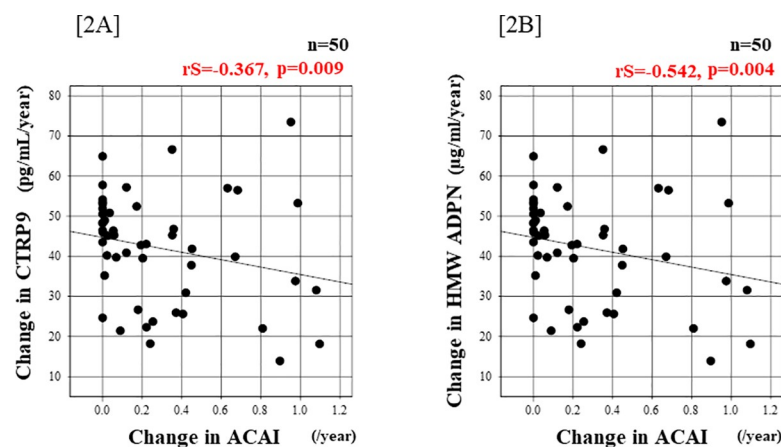 [2A]
n=50
rS=-0.367, p=0.009
Change in CTRP9 (pg/mL/year)
80
70
60
50
40
30
20
10
0.0 0.2 0.4 0.6 0.8 1.0 1.2
Change in ACAI (/year)
[2B]
n=50
rS=-0.542, p=0.004
Change in HMW ADPN (μg/ml/year)
80
70
60
50
40
30
20
10
0.0 0.2 0.4 0.6 0.8 1.0 1.2
Change in ACAI (/year)